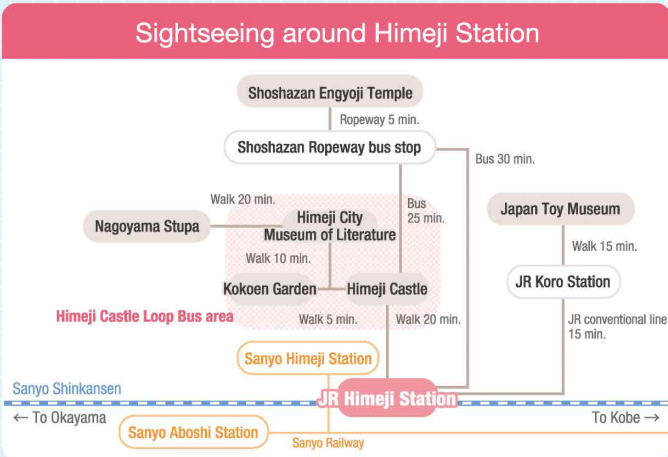 Sightseeing around Himeji Station
Shoshazan Engyoji Temple
Ropeway 5 min.
Shoshazan Ropeway bus stop
Bus 30 min.
Walk 20 min.
Bus
25 min.
Himeji City
Museum of Literature
Nagoyama Stupa
Japan Toy Museum
Walk 10 min.
Walk 15 min.
Kokoen Garden
Himeji Castle
JR Koro Station
Himeji Castle Loop Bus area
Walk 5 min.
Walk 20 min.
JR conventional line
15 min.
Sanyo Himeji Station
Sanyo Shinkansen
JR Himeji Station
← To Okayama
To Kobe →
Sanyo Aboshi Station
Sanyo Railway